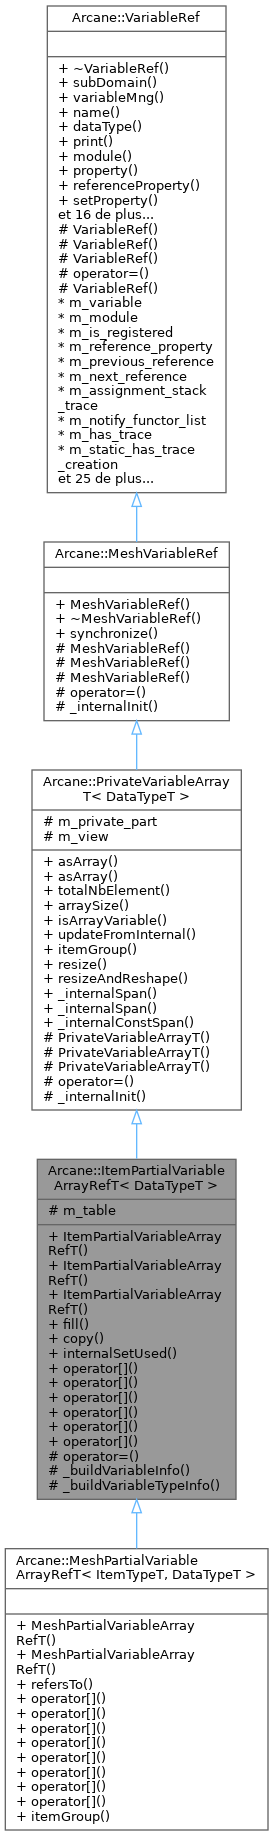 Arcane::VariableRef
+ ~VariableRef()
+ subDomain()
+ variableMng()
+ name()
+ dataType()
+ print()
+ module()
+ property()
+ referenceProperty()
+ setProperty()
et 16 de plus...
# VariableRef()
# VariableRef()
# VariableRef()
# operator=()
# VariableRef()
* m_variable
* m_module
* m_is_registered
* m_reference_property
* m_previous_reference
* m_next_reference
* m_assignment_stack
_trace
* m_notify_functor_list
* m_has_trace
* m_static_has_trace
_creation
et 25 de plus...
Arcane::MeshVariableRef
+ MeshVariableRef()
+ ~MeshVariableRef()
+ synchronize()
# MeshVariableRef()
# MeshVariableRef()
# MeshVariableRef()
# operator=()
# _internalInit()
Arcane::PrivateVariableArray
T< DataTypeT >
# m_private_part
# m_view
+ asArray()
+ asArray()
+ totalNbElement()
+ arraySize()
+ isArrayVariable()
+ updateFromInternal()
+ itemGroup()
+ resize()
+ resizeAndReshape()
+ _internalSpan()
+ _internalSpan()
+ _internalConstSpan()
# PrivateVariableArrayT()
# PrivateVariableArrayT()
# PrivateVariableArrayT()
# operator=()
# _internalInit()
Arcane::ItemPartialVariable
ArrayRefT< DataTypeT >
# m_table
+ ItemPartialVariableArray
RefT()
+ ItemPartialVariableArray
RefT()
+ ItemPartialVariableArray
RefT()
+ fill()
+ copy()
+ internalSetUsed()
+ operator[]()
+ operator[]()
+ operator[]()
+ operator[]()
+ operator[]()
+ operator[]()
# operator=()
# _buildVariableInfo()
# _buildVariableTypeInfo()
Arcane::MeshPartialVariable
ArrayRefT< ItemTypeT, DataTypeT >
+ MeshPartialVariableArray
RefT()
+ MeshPartialVariableArray
RefT()
+ refersTo()
+ operator[]()
+ operator[]()
+ operator[]()
+ operator[]()
+ operator[]()
+ operator[]()
+ operator[]()
+ operator[]()
+ itemGroup()